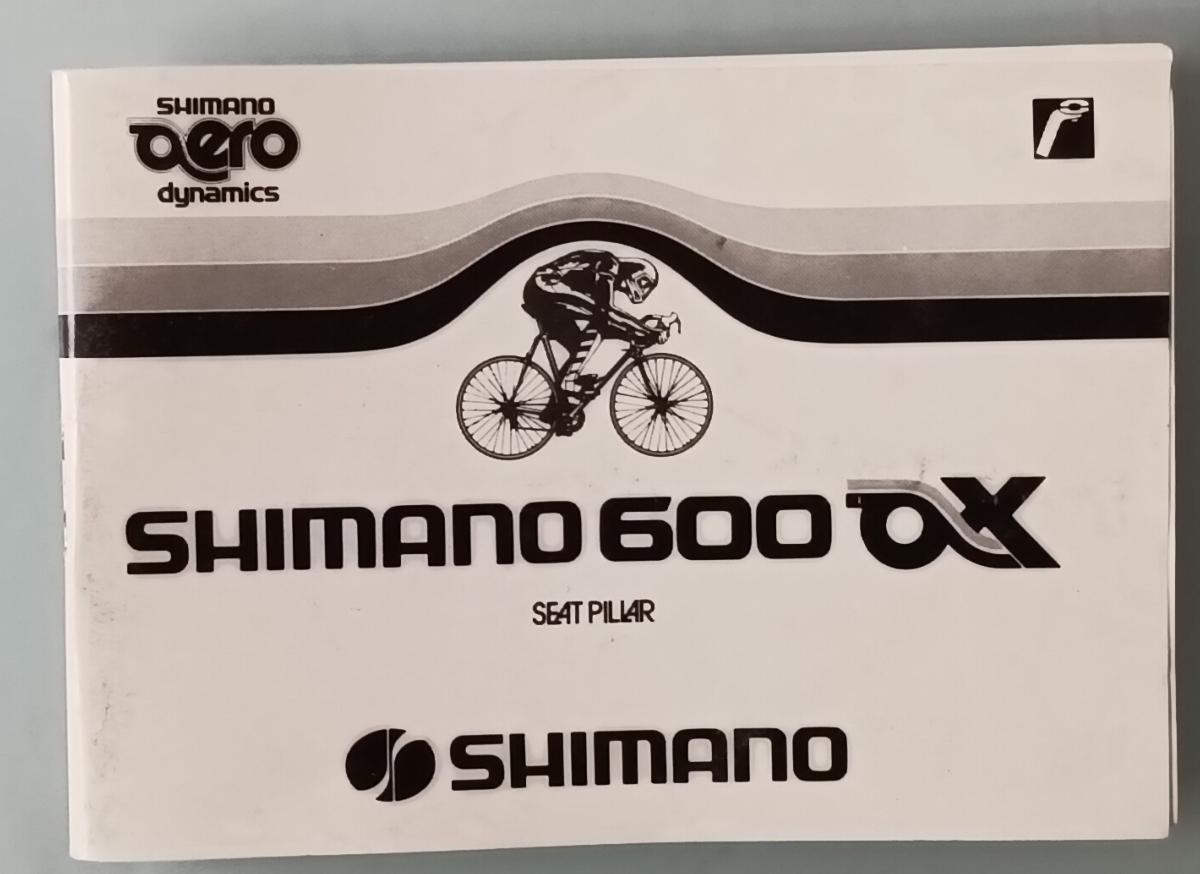 SHIMANO
aero
dynamics
SHIMANO 600 AX
SEAT PILLAR
SHIMANO